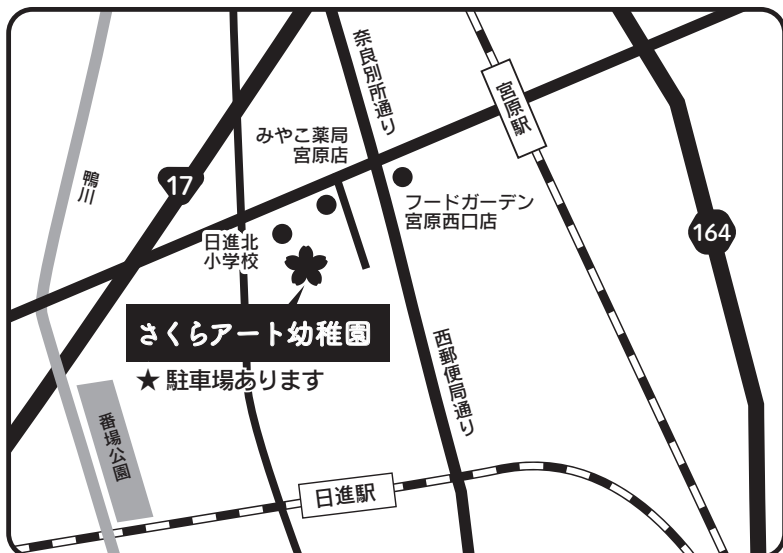 奈良別所通り
宮原駅
みやこ薬局
宮原店
17
鴨川
フードガーデン
宮原西口店
164
日進北
小学校
さくらアート幼稚園
★ 駐車場あります
西郵便局通り
番場公園
日進駅